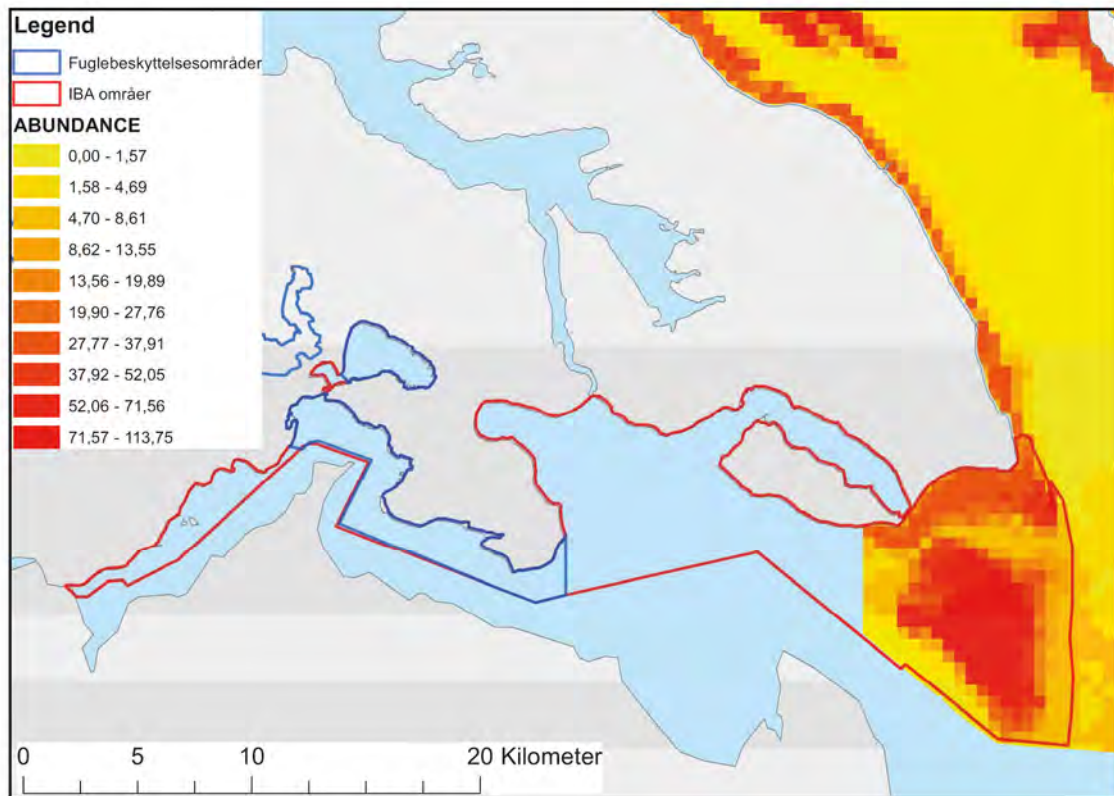 Legend
Fuglebeskyttelsesområder
IBA områer
ABUNDANCE
0,00 - 1,57
1,58 - 4,69
4,70 - 8,61
8,62 - 13,55
13,56 - 19,89
19,90 - 27,76
27,77 - 37,91
37,92 - 52,05
52,06 - 71,56
71,57 - 113,75
0 5 10 20 Kilometer